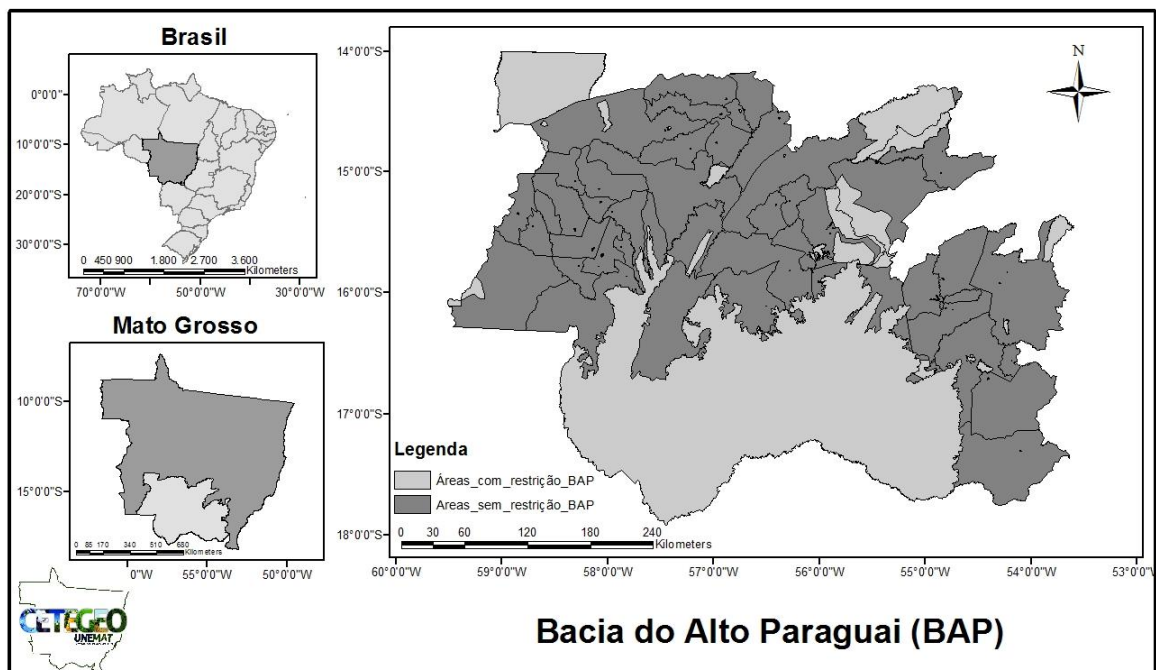 Brasil
0°0'0"
10°0'0"S
20°0'0"S
30°0'0"S
0 450 900 1.800 2.700 3.600
Kilometers
70°0'0"W 50°0'0"W 30°0'0"W
Mato Grosso
10°0'0"S
15°0'0"S
0 85 170 340 510 680
Kilometers
0"W 55°0'0"W 50°0'0"W
CETEGEO
UNEMAT
14°0'0"S
15°0'0"S
16°0'0"S
17°0'0"S
18°0'0"S
N
Legenda
Áreas_com_restrição_BAP
Areas_sem_restrição_BAP
0 30 60 120 180 240
Kilometers
60°0'0"W 59°0'0"W 58°0'0"W 57°0'0"W 56°0'0"W 55°0'0"W 54°0'0"W 53°0'0"W
Bacia do Alto Paraguai (BAP)